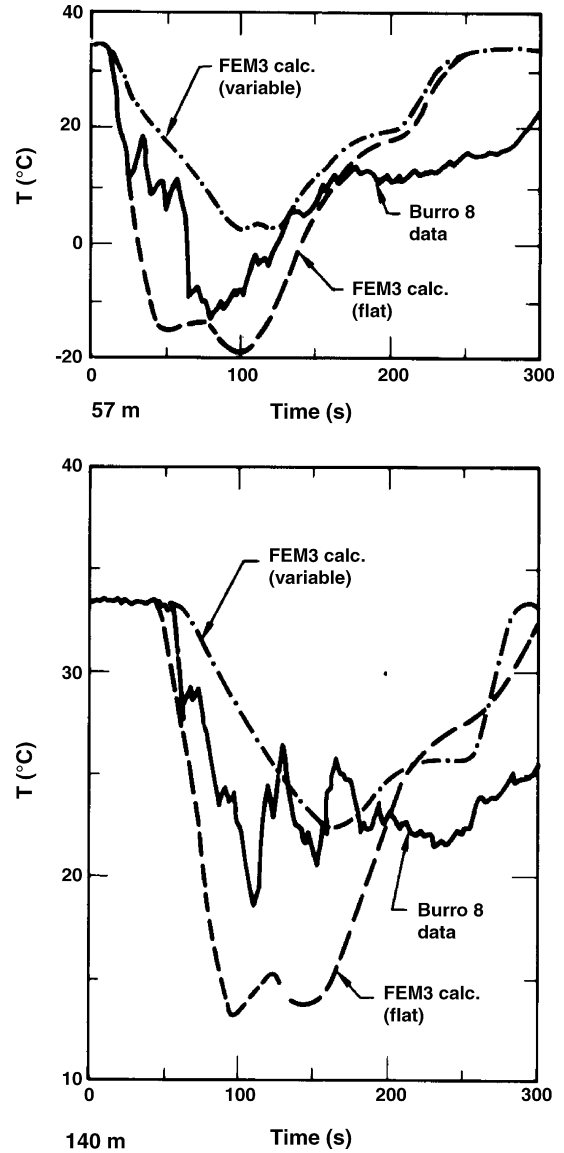 40
FEM3 calc.
(variable)
20
T (°C)
Burro 8
data
0
FEM3 calc.
(flat)
-20
0 100 200 300
57 m Time (s)
40
FEM3 calc.
(variable)
30
T (°C)
20
Burro 8
data
FEM3 calc.
(flat)
10
0 100 200 300
140 m Time (s)